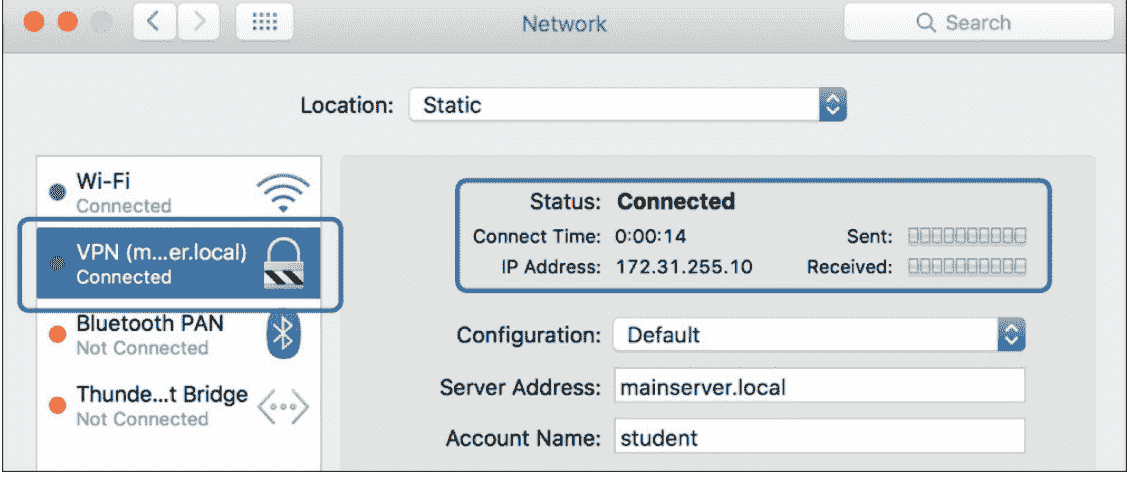 Network
Search
Location: Static
Wi-Fi
Connected
VPN (m...er.local)
Connected
Bluetooth PAN
Not Connected
Thunde...t Bridge
Not Connected
Status: Connected
Connect Time: 0:00:14 Sent:
IP Address: 172.31.255.10 Received:
Configuration: Default
Server Address: mainserver.local
Account Name: student